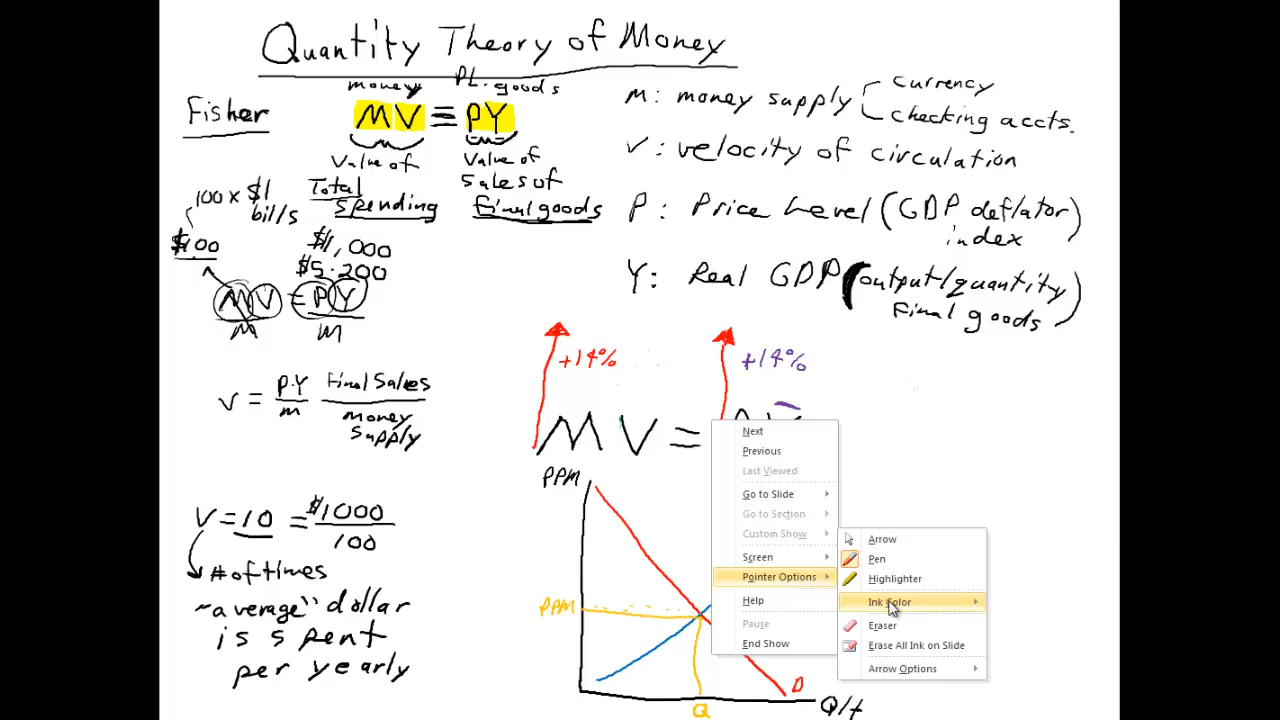 Quantity Theory of Money
money PL. goods
Fisher MV ≡ PY
Value of Total Spending
Value of Sales of final goods
M: money supply
currency
checking accts.
V: velocity of circulation
P: Price Level (GDP deflator)
index
Y: Real GDP (output/quantity)
Final goods
100 x $1 bills
$100
$1,000
$5.200
MV = PY
M M
V = P.Y Final Sales
M money supply
V = 10 = $1000
100
# of times
"average" dollar
is spent
per yearly
+14% +14%
M V =
PPM
PPM
D
Q Q/t
Next
Previous
Last Viewed
Go to Slide
Go to Section
Custom Show
Screen
Pointer Options
Help
Pause
End Show
Arrow
Pen
Highlighter
Ink Color
Eraser
Erase All Ink on Slide
Arrow Options